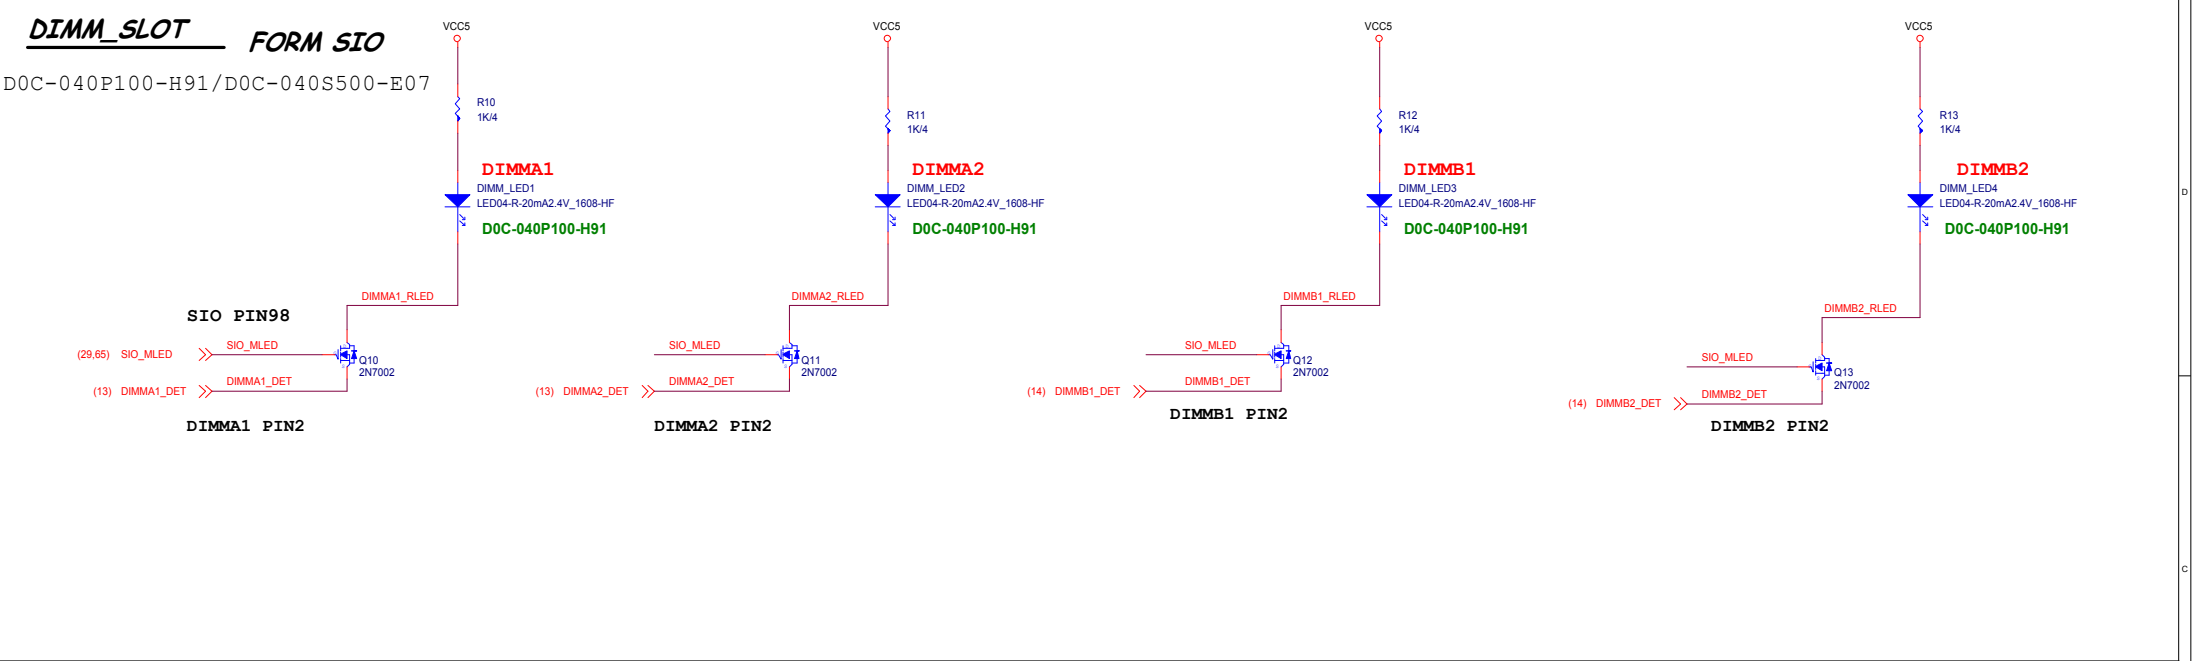 DIMM_SLOT FORM SIO
D0C-040P100-H91/D0C-040S500-E07
VCC5
R10
1K/4
DIMMA1
DIMM_LED1
LED04-R-20mA2.4V_1608-HF
D0C-040P100-H91
DIMMA1_RLED
SIO PIN98
(29,65) SIO_MLED
SIO_MLED
Q10
2N7002
(13) DIMMA1_DET
DIMMA1_DET
DIMMA1 PIN2
VCC5
R11
1K/4
DIMMA2
DIMM_LED2
LED04-R-20mA2.4V_1608-HF
D0C-040P100-H91
DIMMA2_RLED
SIO_MLED
Q11
2N7002
(13) DIMMA2_DET
DIMMA2_DET
DIMMA2 PIN2
VCC5
R12
1K/4
DIMMB1
DIMM_LED3
LED04-R-20mA2.4V_1608-HF
D0C-040P100-H91
DIMMB1_RLED
SIO_MLED
Q12
2N7002
(14) DIMMB1_DET
DIMMB1_DET
DIMMB1 PIN2
VCC5
R13
1K/4
DIMMB2
DIMM_LED4
LED04-R-20mA2.4V_1608-HF
D0C-040P100-H91
DIMMB2_RLED
SIO_MLED
Q13
2N7002
(14) DIMMB2_DET
DIMMB2_DET
DIMMB2 PIN2
D
C